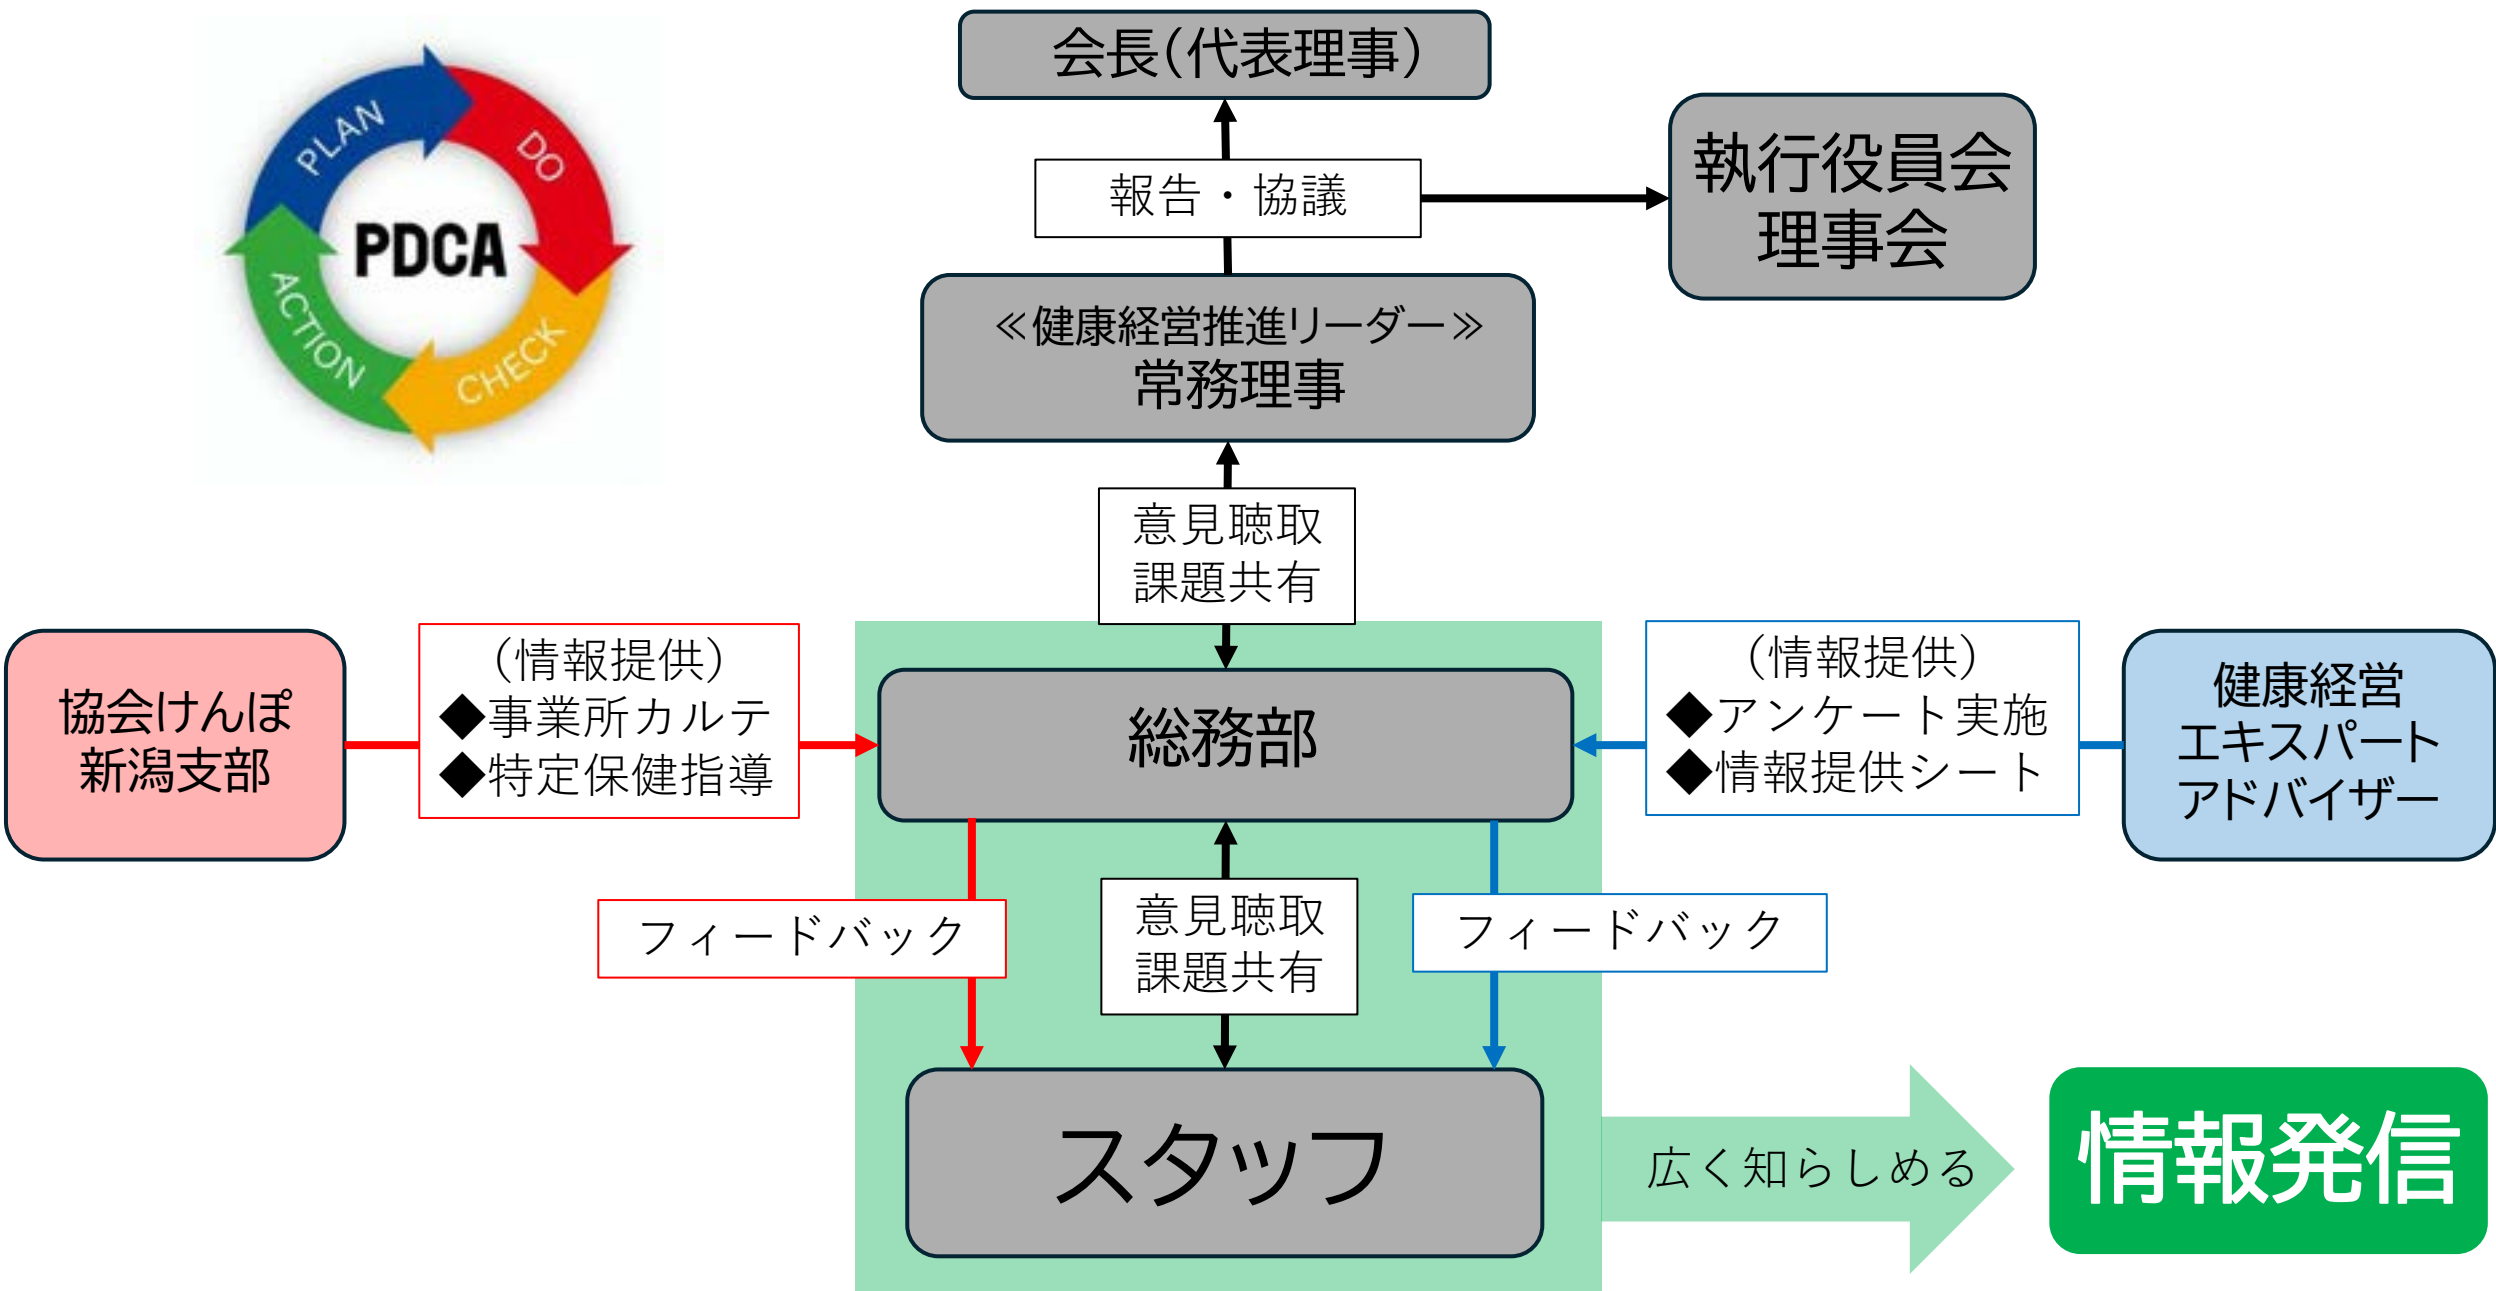 PLAN
DO
PDCA
ACTION
CHECK
会長（代表理事）
報告・協議
執行役員会
理事会
≪健康経営推進リーダー≫
常務理事
意見聴取
課題共有
協会けんぽ
新潟支部
（情報提供）
◆事業所カルテ
◆特定保健指導
総務部
（情報提供）
◆アンケート実施
◆情報提供シート
健康経営
エキスパート
アドバイザー
フィードバック
意見聴取
課題共有
フィードバック
スタッフ
広く知らしめる
情報発信